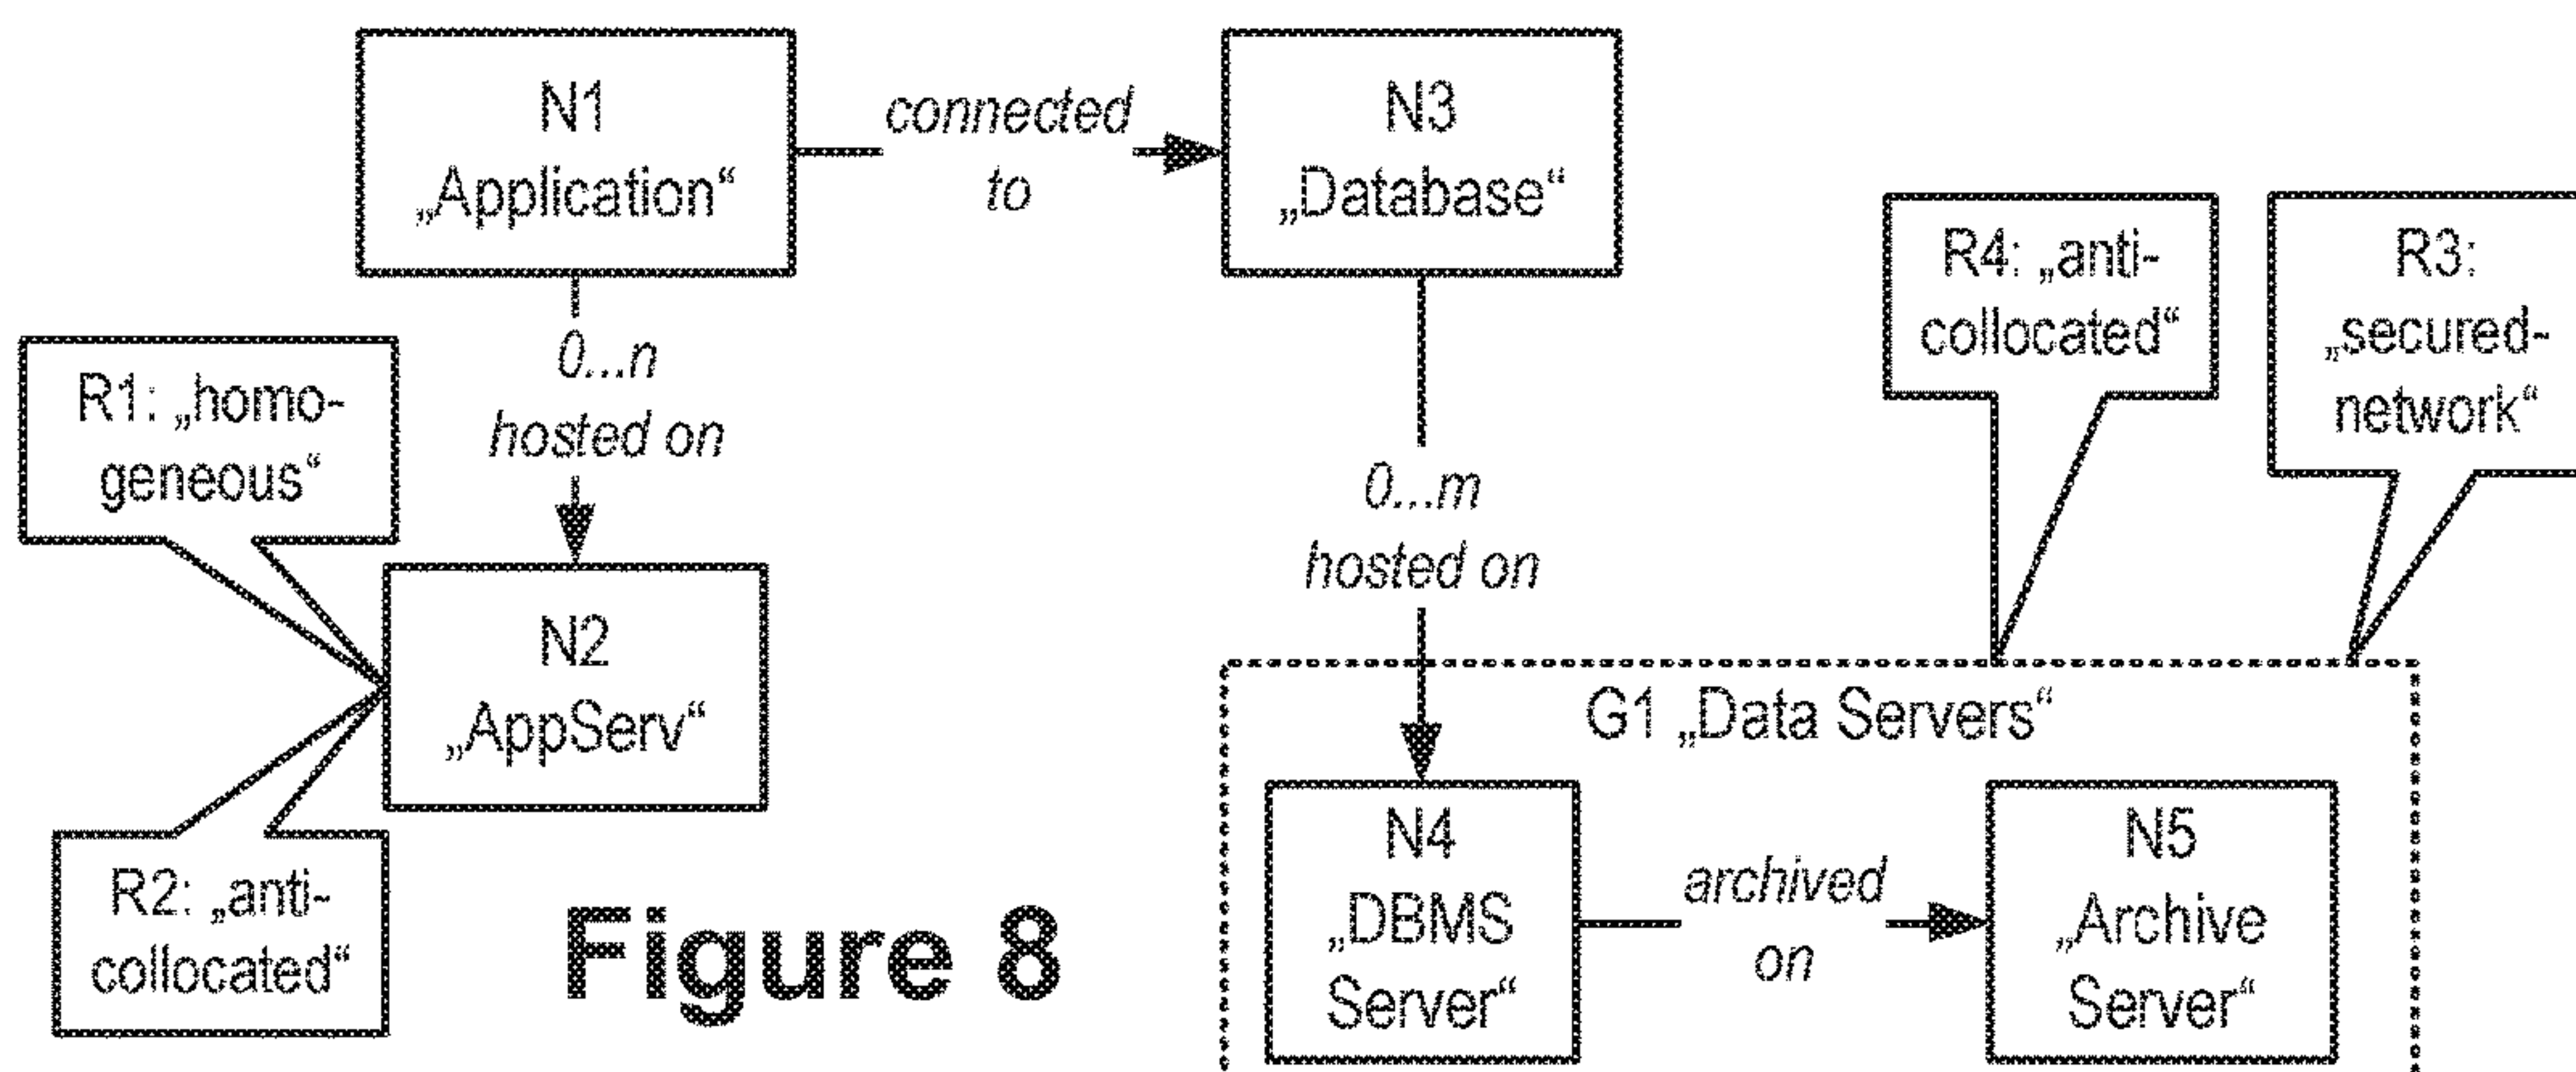 N1
„Application“
connected
to
N3
„Database“
R4: „anti-
collocated“
R3:
„secured-
network“
0...n
hosted on
R1: „homo-
geneous“
0...m
hosted on
N2
„AppServ“
G1 „Data Servers“
R2: „anti-
collocated“
Figure 8
N4
„DBMS
Server“
archived
on
N5
„Archive
Server“